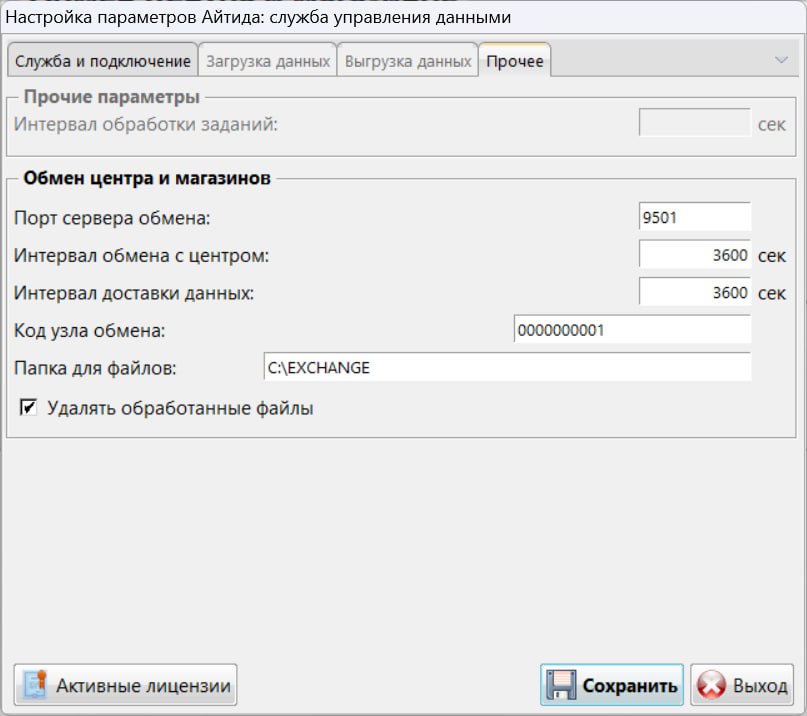 Настройка параметров Айтида: служба управления данными
Служба и подключение Загрузка данных Выгрузка данных Прочее
Прочие параметры
Интервал обработки заданий: сек
Обмен центра и магазинов
Порт сервера обмена: 9501
Интервал обмена с центром: 3600 сек
Интервал доставки данных: 3600 сек
Код узла обмена: 0000000001
Папка для файлов: C:\EXCHANGE
Удалять обработанные файлы
Активные лицензии Сохранить Выход